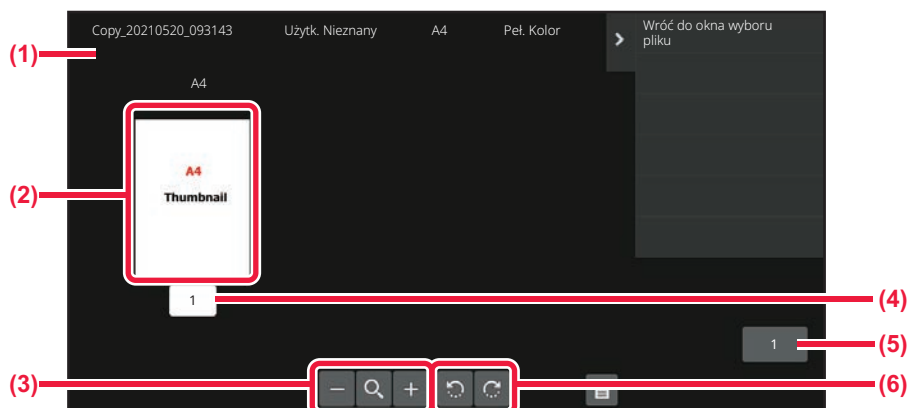 Copy_20210520_093143 Użytk. Nieznany A4 Peł. Kolor
Wróć do okna wyboru
pliku
(1)
A4
A4
Thumbnail
(2)
1
(4)
1
(5)
(3)
(6)